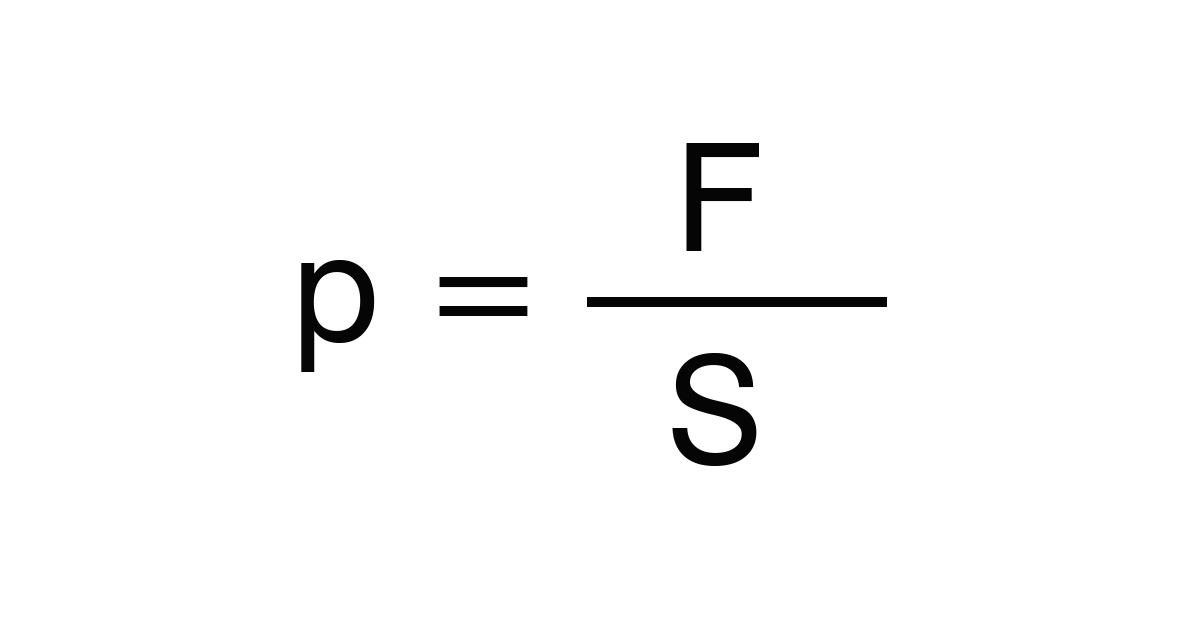 p = F/S